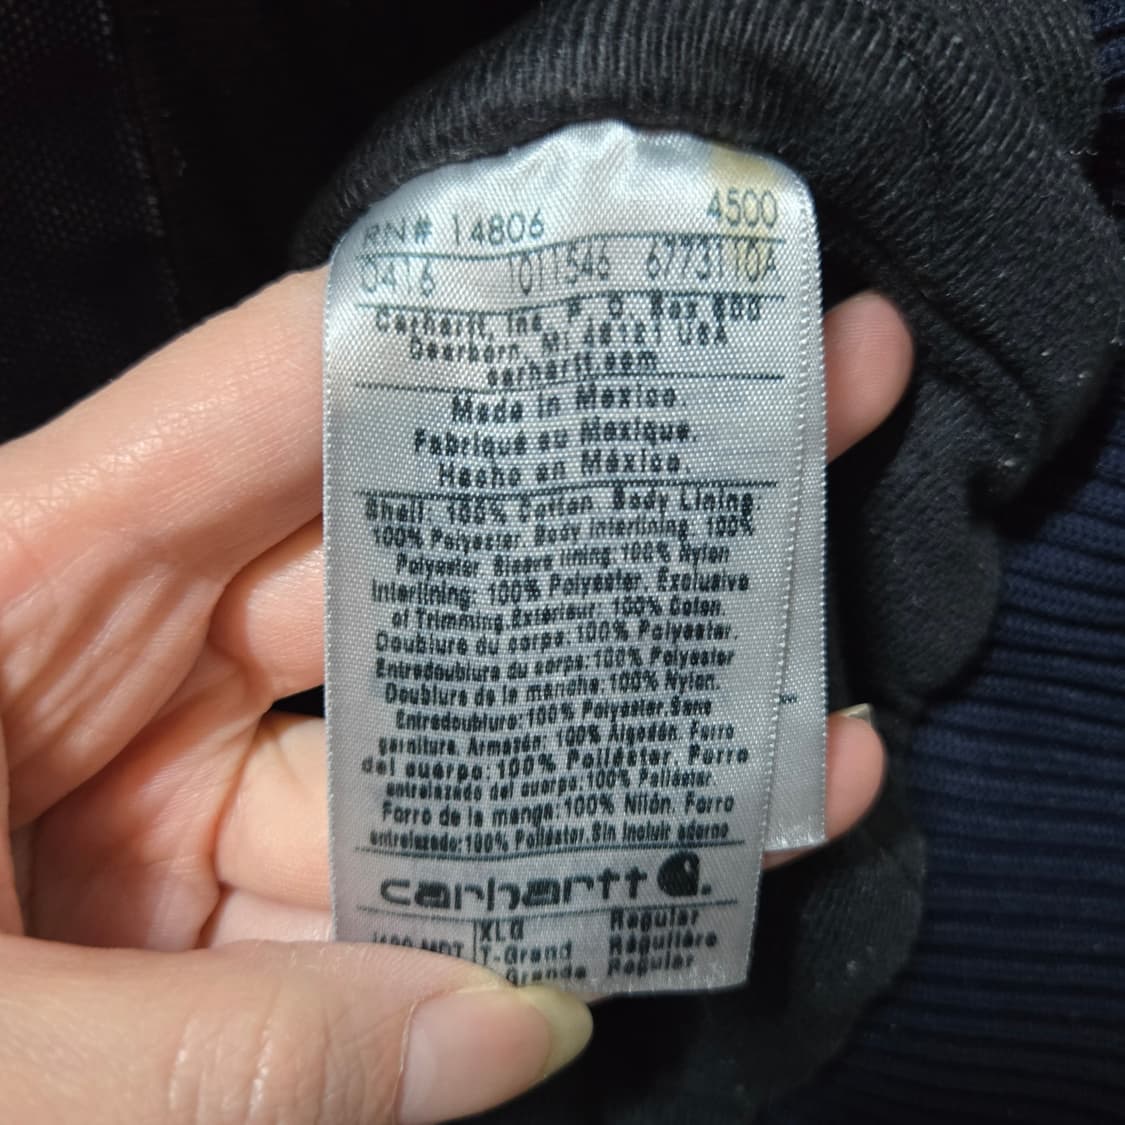 RN# 14806 4500
0416 1011546 6773110A
Carhartt, Inc. P. O. Box 600
Dearborn, MI 48121 USA
carhartt.com
Made in Mexico.
Fabriqué au Mexique.
Hecho en México.
Shell: 100% Cotton. Body Lining:
100% Polyester. Body Interlining: 100%
Polyester. Sleeve lining:100% Nylon
Interlining: 100% Polyester. Exclusive
of Trimming.Extérieur: 100% Coton.
Doublure du corps: 100% Polyester.
Entredoublure du corps:100% Polyester
Doublure de la manche:100% Nylon.
Entredoublure:100% Polyester.Sans
garniture. Armazón: 100% Algodón. Forro
del cuerpo:100% Poliéster. Forro
entrelazado del cuerpo:100% Poliéster
Forro de la manga:100% Nilón. Forro
entrelazado:100% Poliéster.Sin Incluir adorno
carhartt
XLG Regular
J130 MDT T-Grand Régulière
Grande Regular